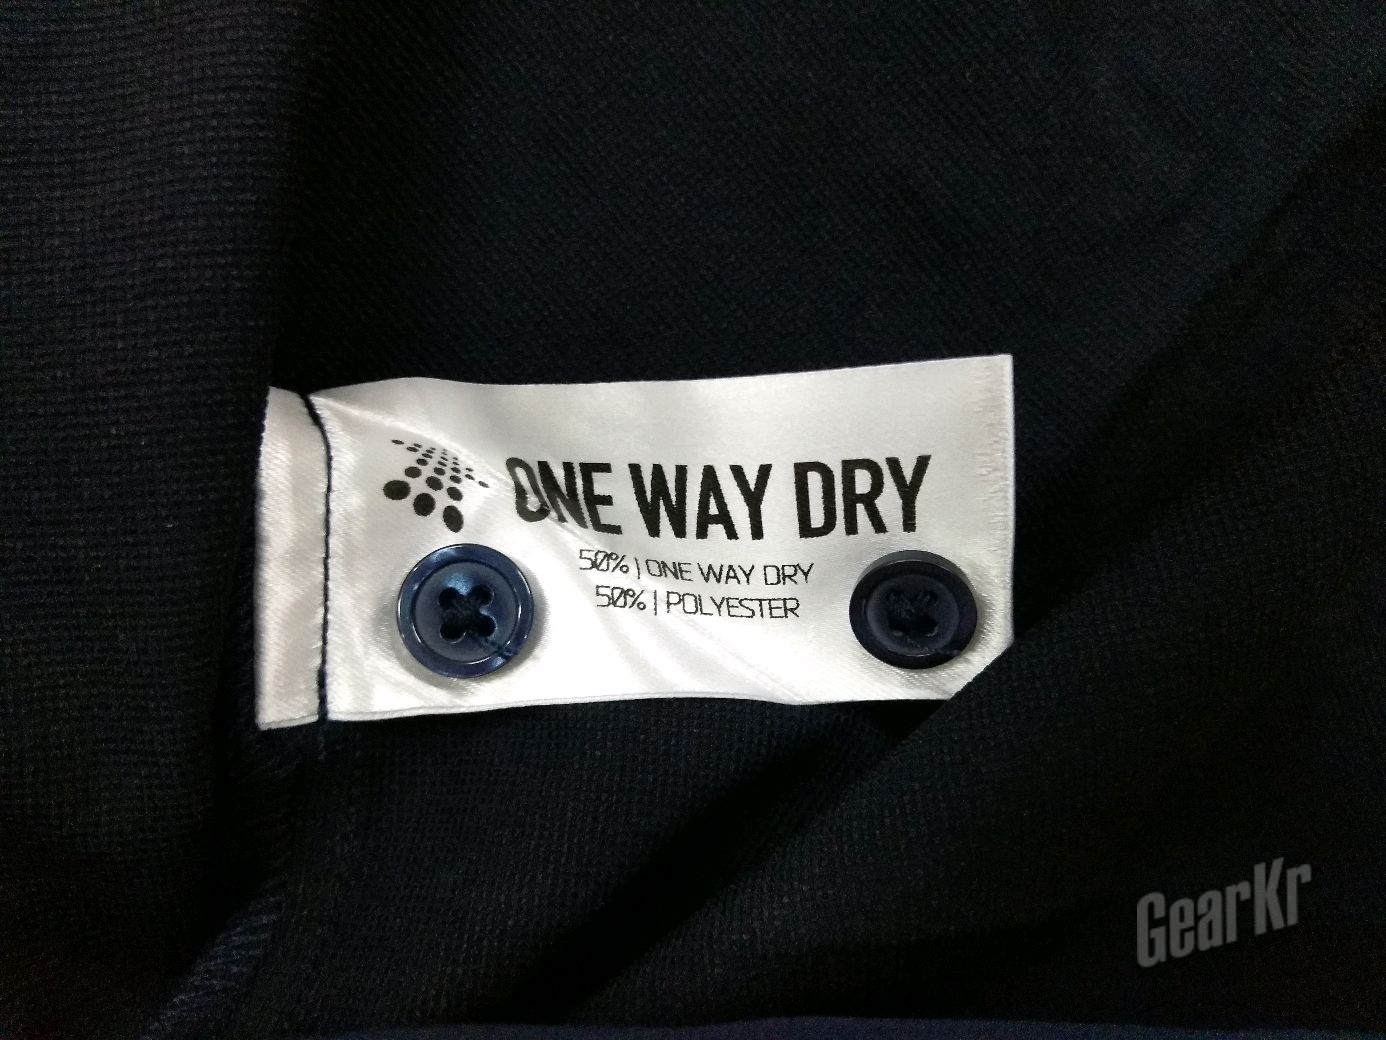 ONE WAY DRY
50% | ONE WAY DRY
50% | POLYESTER
GearKr